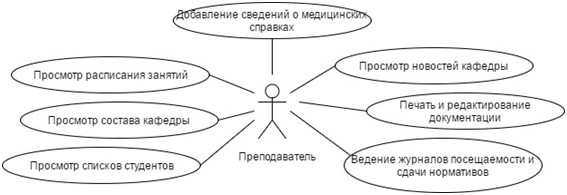 Добавление сведений о медицинских
справках
Просмотр расписания занятий
Просмотр новостей кафедры
Просмотр состава кафедры
Печать и редактирование
документации
Просмотр списков студентов
Преподаватель
Ведение журналов посещаемости и
сдачи нормативов